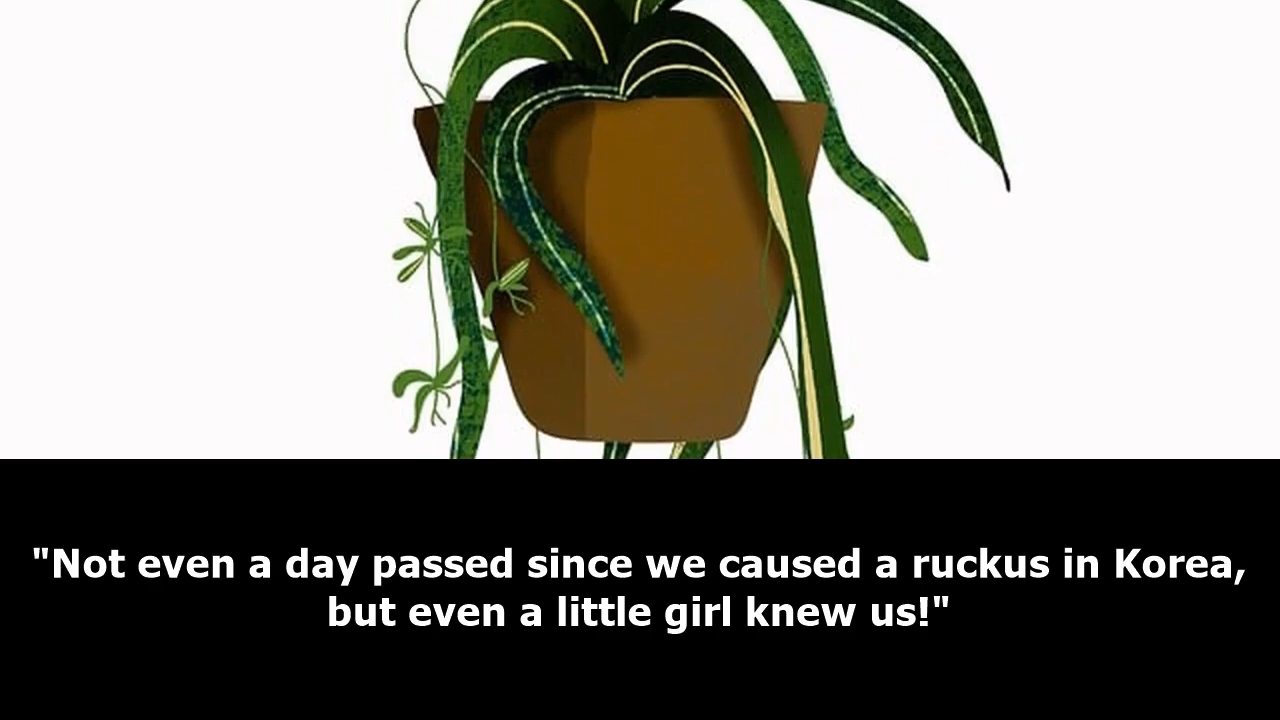 "Not even a day passed since we caused a ruckus in Korea,
but even a little girl knew us!"